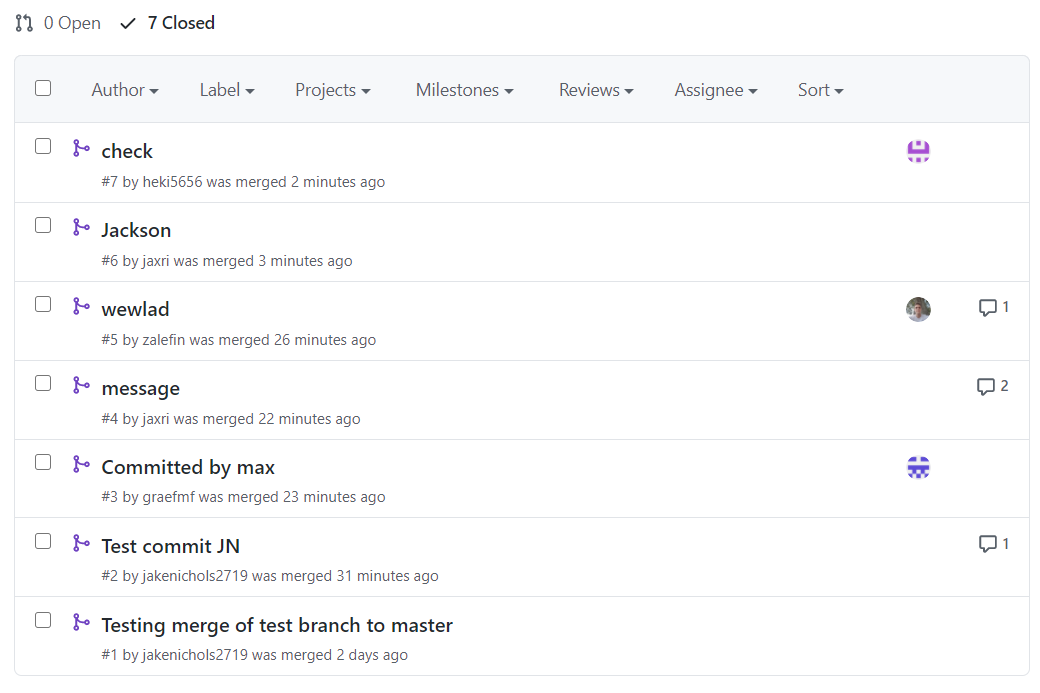 0 Open 7 Closed
Author Label Projects Milestones Reviews Assignee Sort
check
#7 by heki5656 was merged 2 minutes ago
Jackson
#6 by jaxri was merged 3 minutes ago
wewlad
1
#5 by zalefin was merged 26 minutes ago
message
2
#4 by jaxri was merged 22 minutes ago
Committed by max
#3 by graefmf was merged 23 minutes ago
Test commit JN
1
#2 by jakenichols2719 was merged 31 minutes ago
Testing merge of test branch to master
#1 by jakenichols2719 was merged 2 days ago